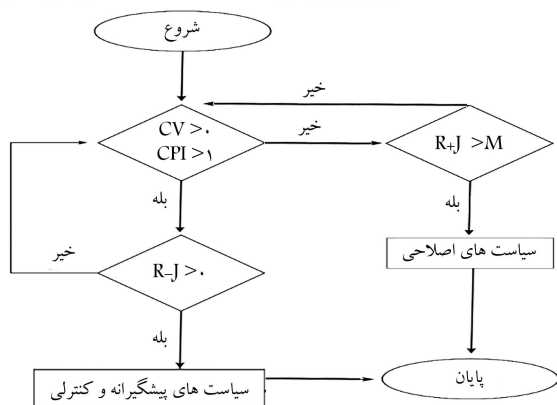 شروع
خیر
CV >۰
CPI >۱
خیر
R+J >M
بله
بله
سیاست های اصلاحی
خیر
R–J >۰
بله
پایان
سیاست های پیشگیرانه و کنترلی